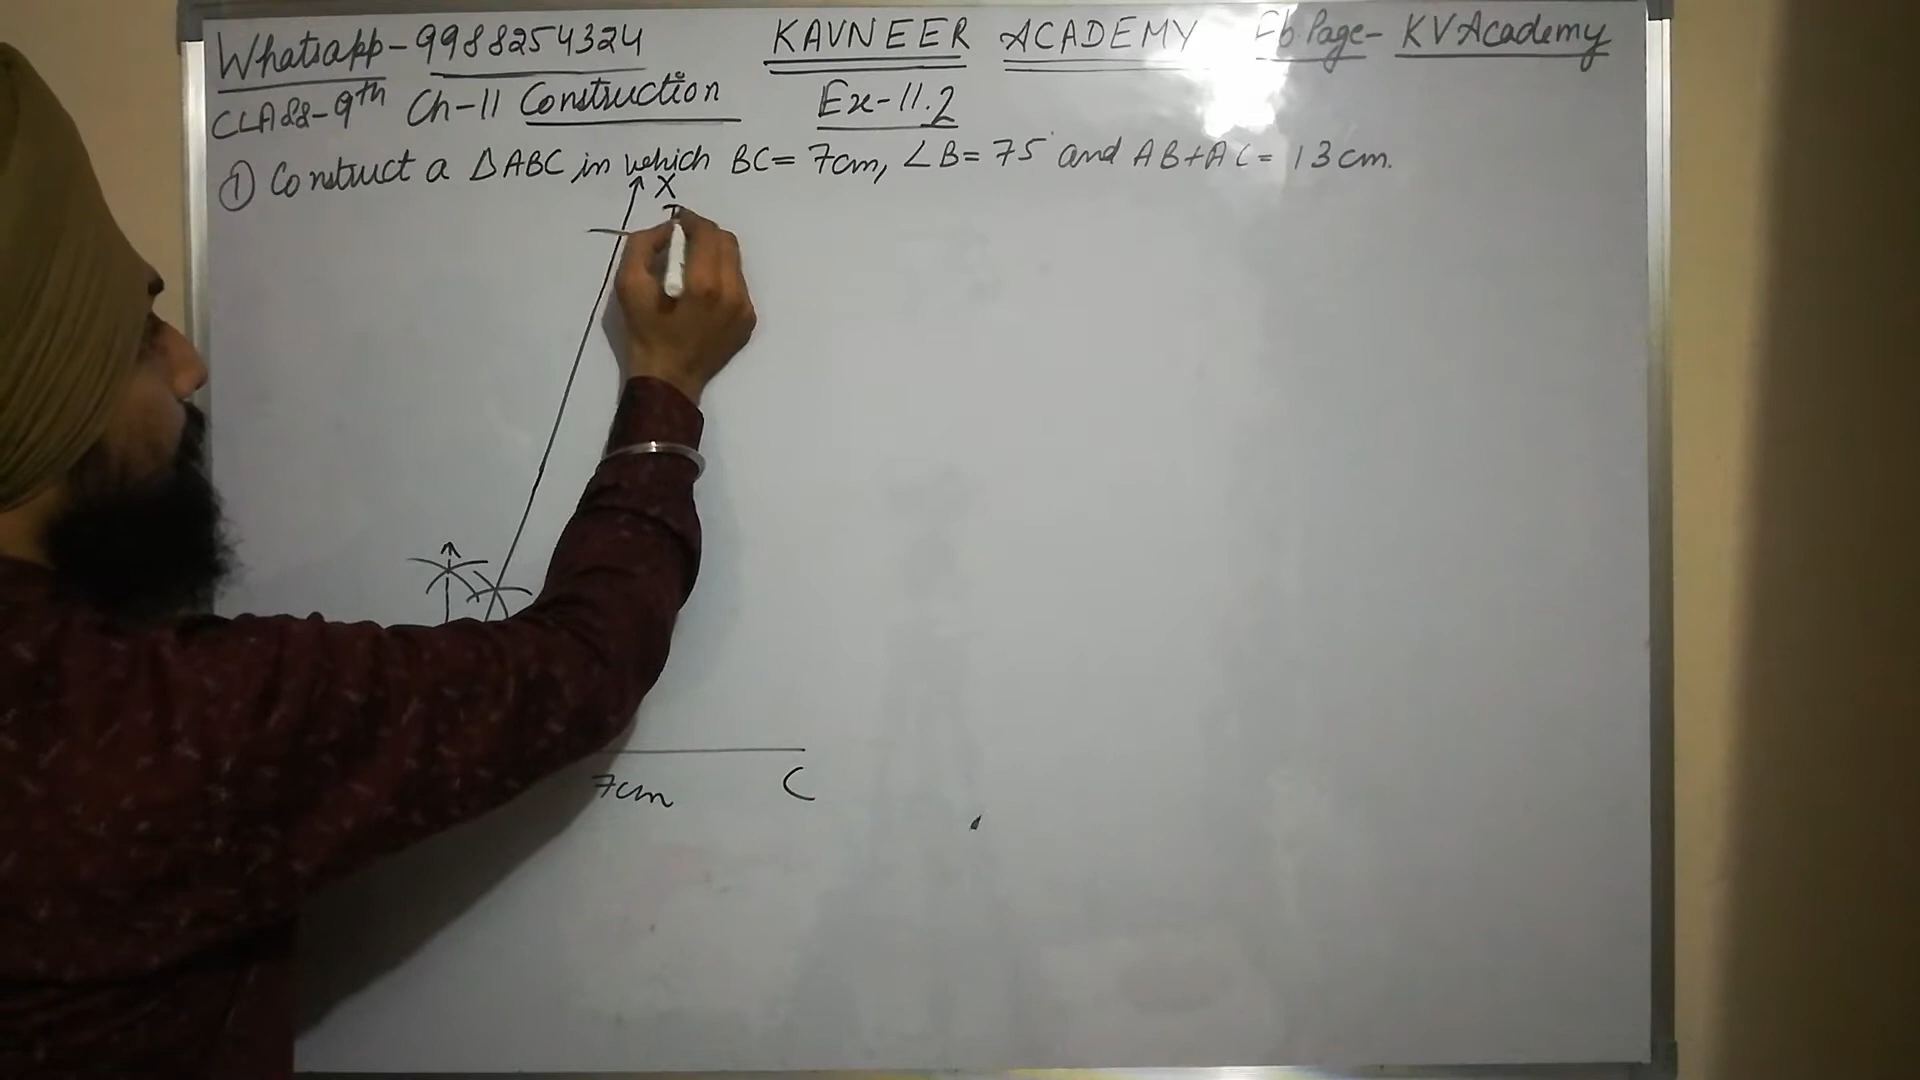 Whatsapp-9988254324 KAVNEER ACADEMY Fb Page- KVAcademy
CLASS-9th Ch-11 Construction Ex-11.2
① Construct a ΔABC in which BC= 7cm, ∠B= 75° and AB+AC= 13cm.
X
7cm
C